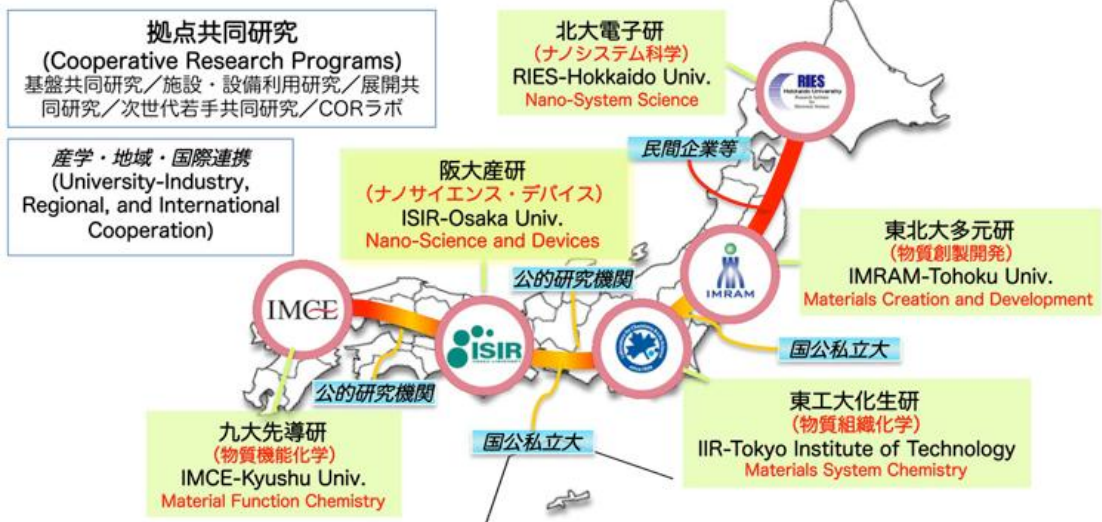 拠点共同研究
(Cooperative Research Programs)
基盤共同研究／施設・設備利用研究／展開共
同研究／次世代若手共同研究／CORラボ
産学・地域・国際連携
(University-Industry,
Regional, and International
Cooperation)
北大電子研
(ナノシステム科学)
RIES-Hokkaido Univ.
Nano-System Science
RIES
Hokkaido University
Research Institute
for
Electronic Science
民間企業等
阪大産研
(ナノサイエンス・デバイス)
ISIR-Osaka Univ.
Nano-Science and Devices
東北大多元研
(物質創製開発)
IMRAM-Tohoku Univ.
Materials Creation and Development
IMRAM
公的研究機関
IMCE
ISIR
国公私立大
公的研究機関
九大先導研
(物質機能化学)
IMCE-Kyushu Univ.
Material Function Chemistry
国公私立大
東工大化生研
(物質組織化学)
IIR-Tokyo Institute of Technology
Materials System Chemistry